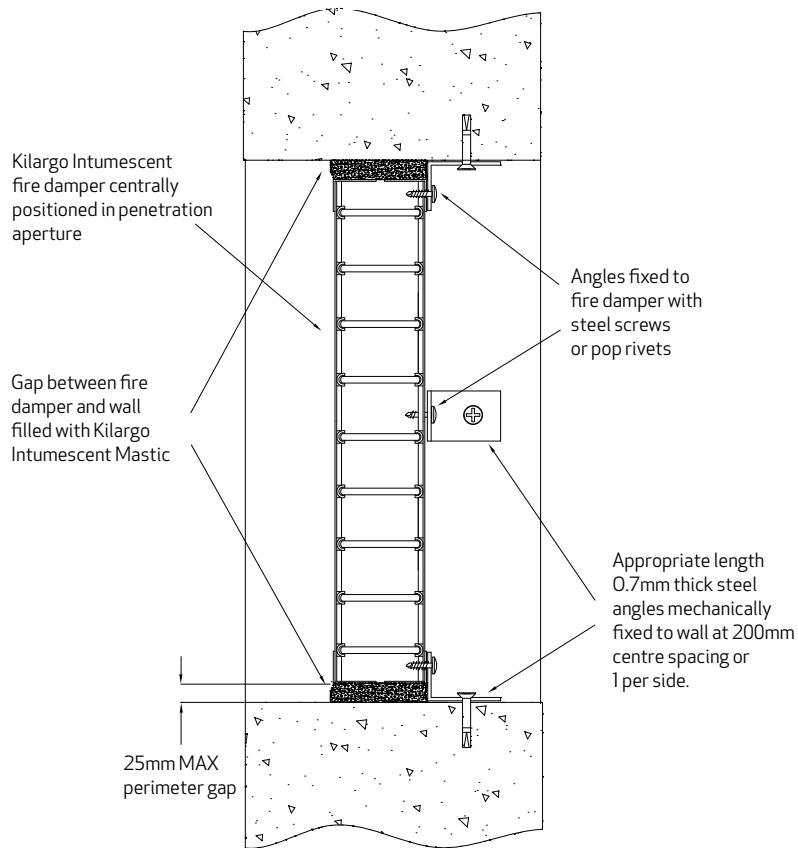 Kilargo Intumescent
fire damper centrally
positioned in penetration
aperture
Angles fixed to
fire damper with
steel screws
or pop rivets
Gap between fire
damper and wall
filled with Kilargo
Intumescent Mastic
Appropriate length
0.7mm thick steel
angles mechanically
fixed to wall at 200mm
centre spacing or
1 per side.
25mm MAX
perimeter gap